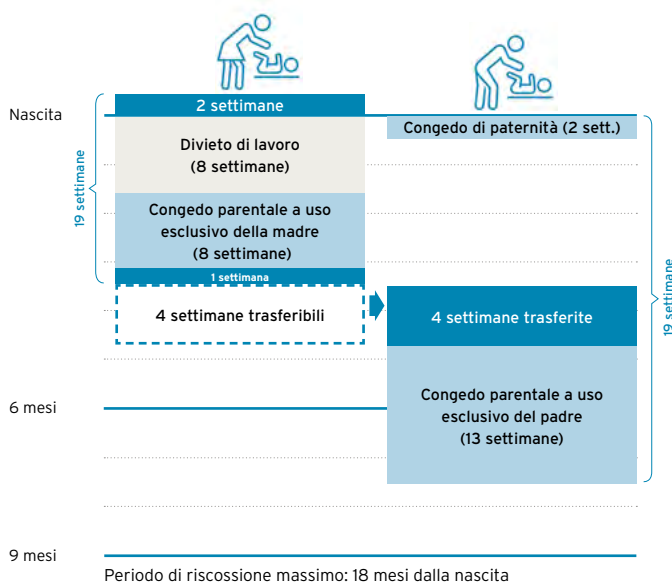 2 settimane
Nascita
Congedo di paternità (2 sett.)
Divieto di lavoro
(8 settimane)
19 settimane
Congedo parentale a uso
esclusivo della madre
(8 settimane)
1 settimana
4 settimane trasferibili
4 settimane trasferite
19 settimane
6 mesi
Congedo parentale a uso
esclusivo del padre
(13 settimane)
9 mesi
Periodo di riscossione massimo: 18 mesi dalla nascita